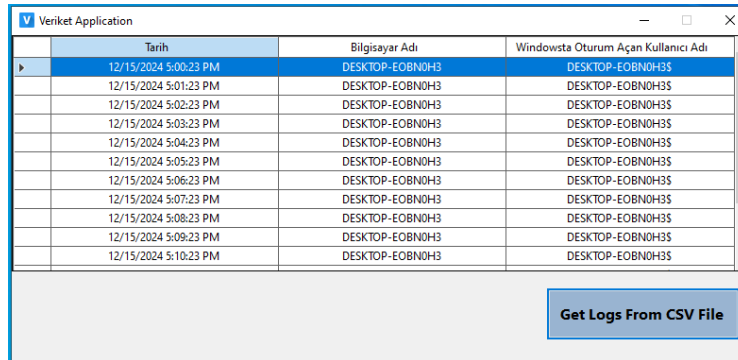 V Veriket Application
Tarih Bilgisayar Adı Windowsta Oturum Açan Kullanıcı Adı
12/15/2024 5:00:23 PM DESKTOP-EOBN0H3 DESKTOP-EOBN0H3$
12/15/2024 5:01:23 PM DESKTOP-EOBN0H3 DESKTOP-EOBN0H3$
12/15/2024 5:02:23 PM DESKTOP-EOBN0H3 DESKTOP-EOBN0H3$
12/15/2024 5:03:23 PM DESKTOP-EOBN0H3 DESKTOP-EOBN0H3$
12/15/2024 5:04:23 PM DESKTOP-EOBN0H3 DESKTOP-EOBN0H3$
12/15/2024 5:05:23 PM DESKTOP-EOBN0H3 DESKTOP-EOBN0H3$
12/15/2024 5:06:23 PM DESKTOP-EOBN0H3 DESKTOP-EOBN0H3$
12/15/2024 5:07:23 PM DESKTOP-EOBN0H3 DESKTOP-EOBN0H3$
12/15/2024 5:08:23 PM DESKTOP-EOBN0H3 DESKTOP-EOBN0H3$
12/15/2024 5:09:23 PM DESKTOP-EOBN0H3 DESKTOP-EOBN0H3$
12/15/2024 5:10:23 PM DESKTOP-EOBN0H3 DESKTOP-EOBN0H3$
Get Logs From CSV File